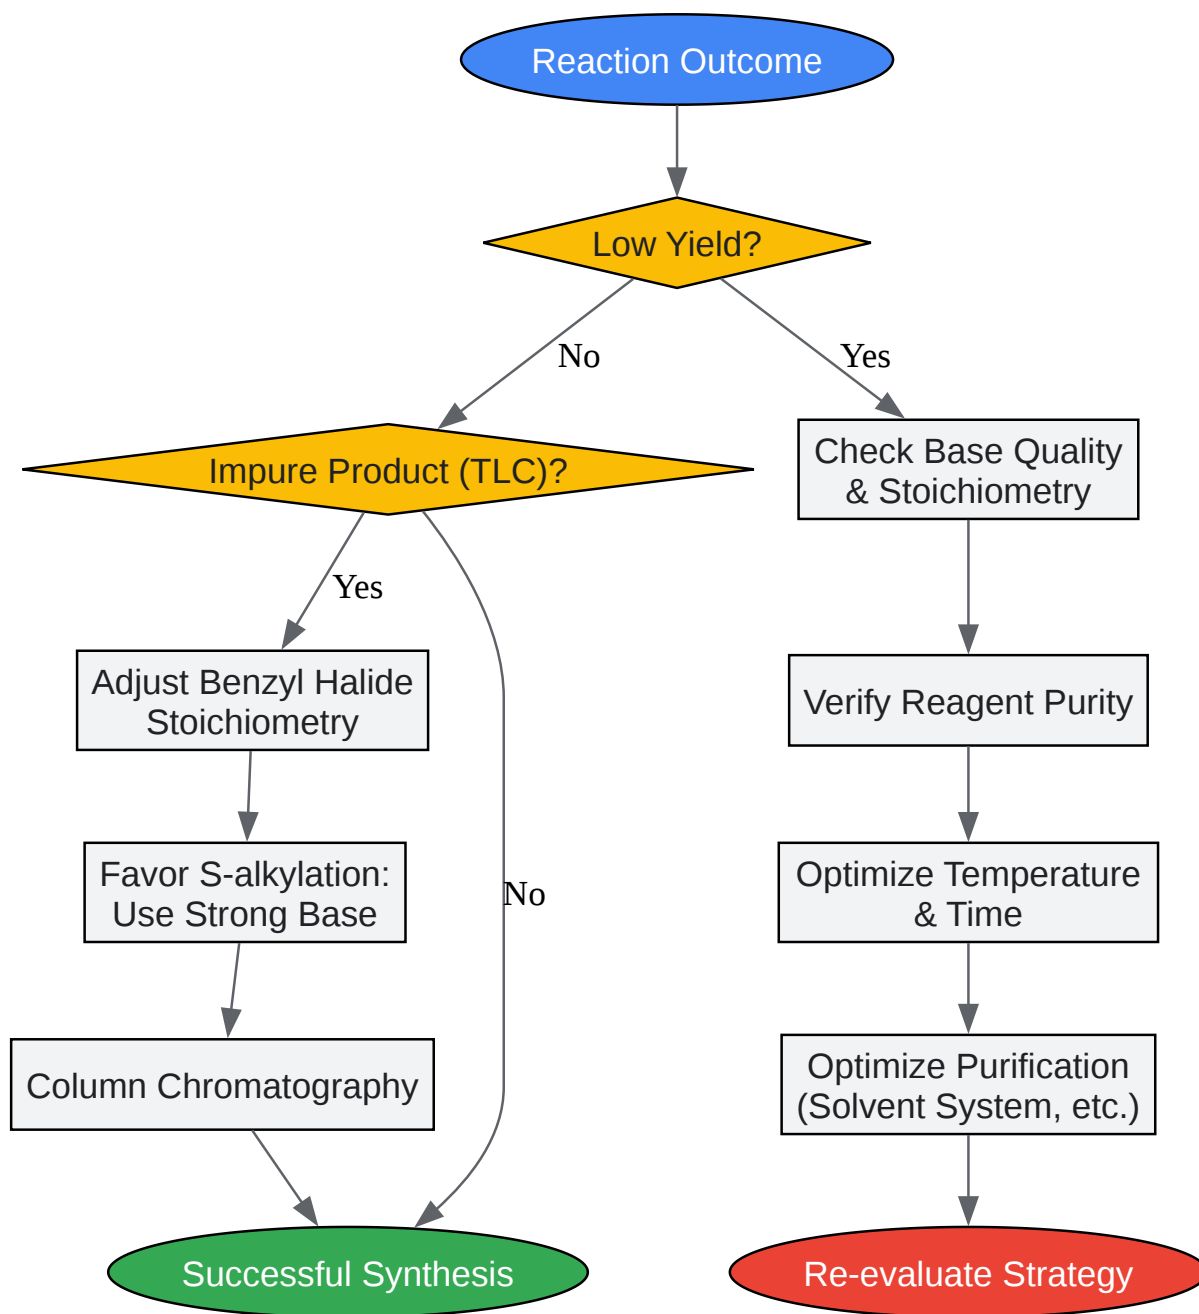 Reaction Outcome
Low Yield?
No
Yes
Impure Product (TLC)?
Check Base Quality
& Stoichiometry
Yes
Adjust Benzyl Halide
Stoichiometry
Verify Reagent Purity
Favor S-alkylation:
Use Strong Base
No
Optimize Temperature
& Time
Column Chromatography
Optimize Purification
(Solvent System, etc.)
Successful Synthesis
Re-evaluate Strategy